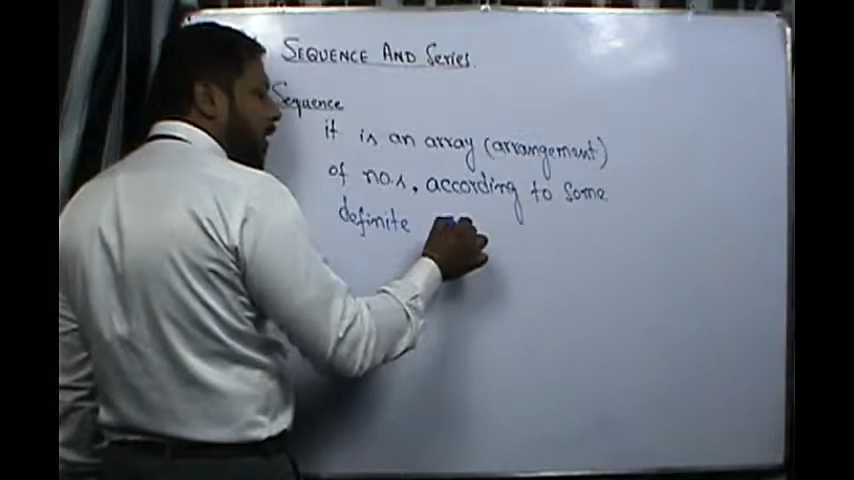 SEQUENCE AND Series.
Sequence
it is an array (arrangement)
of no.s, according to some
definite